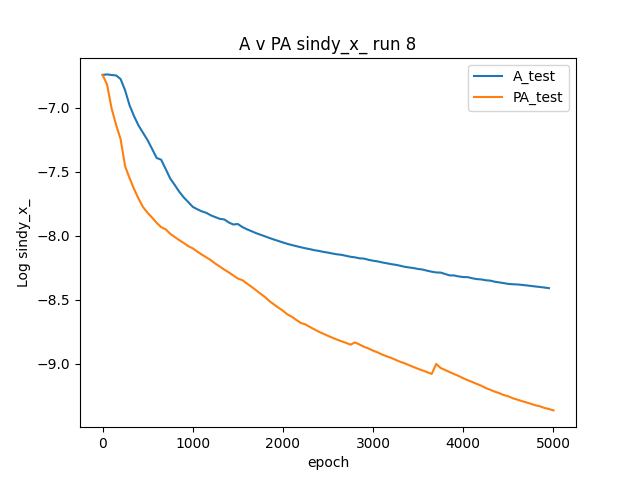 A v PA sindy_x_ run 8
A_test
PA_test
Log sindy_x_
−7.0
−7.5
−8.0
−8.5
−9.0
0 1000 2000 3000 4000 5000
epoch